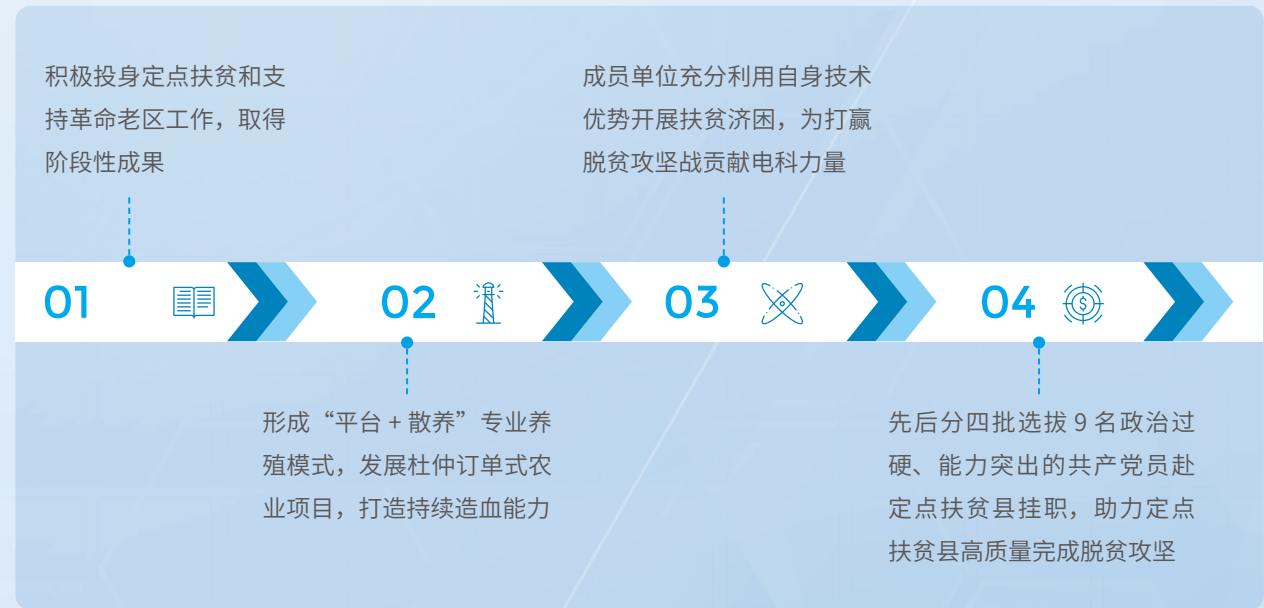 积极投身定点扶贫和支
持革命老区工作，取得
阶段性成果
成员单位充分利用自身技术
优势开展扶贫济困，为打赢
脱贫攻坚战贡献电科力量
01
02
03
04
形成“平台 + 散养”专业养
殖模式，发展杜仲订单式农
业项目，打造持续造血能力
先后分四批选拔 9 名政治过
硬、能力突出的共产党员赴
定点扶贫县挂职，助力定点
扶贫县高质量完成脱贫攻坚